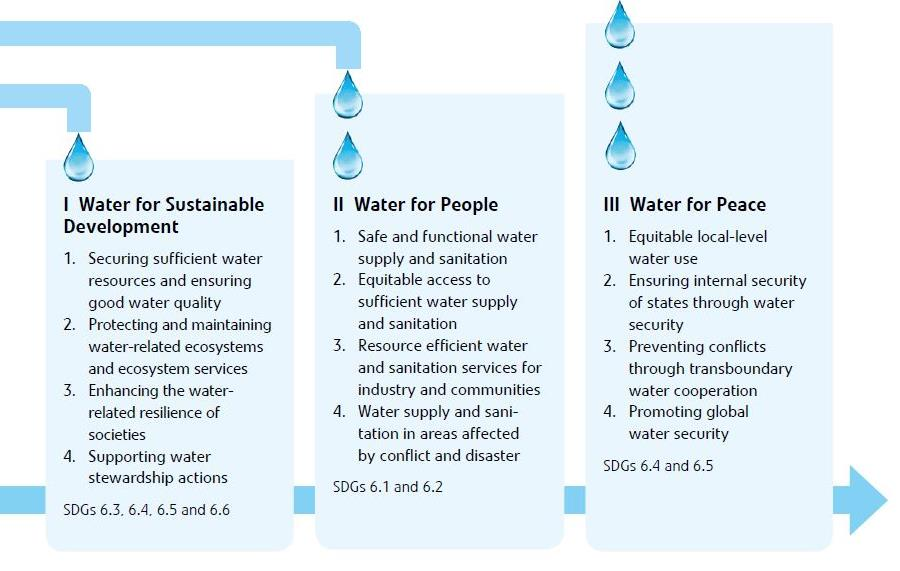 I Water for Sustainable
Development
1. Securing sufficient water
resources and ensuring
good water quality
2. Protecting and maintaining
water-related ecosystems
and ecosystem services
3. Enhancing the water-
related resilience of
societies
4. Supporting water
stewardship actions
SDGs 6.3, 6.4, 6.5 and 6.6
II Water for People
1. Safe and functional water
supply and sanitation
2. Equitable access to
sufficient water supply
and sanitation
3. Resource efficient water
and sanitation services for
industry and communities
4. Water supply and sani-
tation in areas affected
by conflict and disaster
SDGs 6.1 and 6.2
III Water for Peace
1. Equitable local-level
water use
2. Ensuring internal security
of states through water
security
3. Preventing conflicts
through transboundary
water cooperation
4. Promoting global
water security
SDGs 6.4 and 6.5